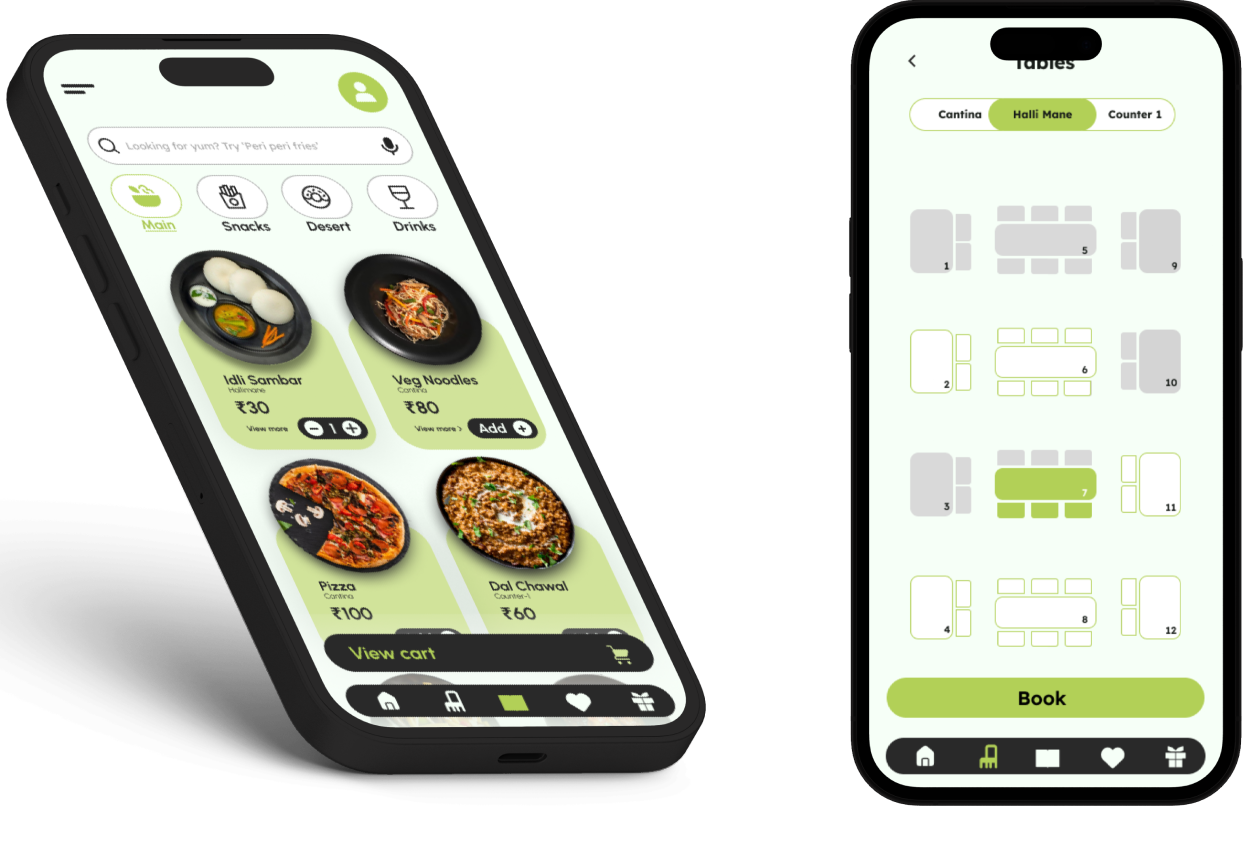 Looking for yum? Try 'Peri peri fries'
Main
Snacks
Desert
Drinks
Idli Sambar
Hallimane
₹30
View more
1
Veg Noodles
Cantina
₹80
View more >
Add
Pizza
Cantina
₹100
Dal Chawal
Counter-1
₹60
View cart
Tables
Cantina
Halli Mane
Counter 1
1
5
9
2
6
10
3
7
11
4
8
12
Book